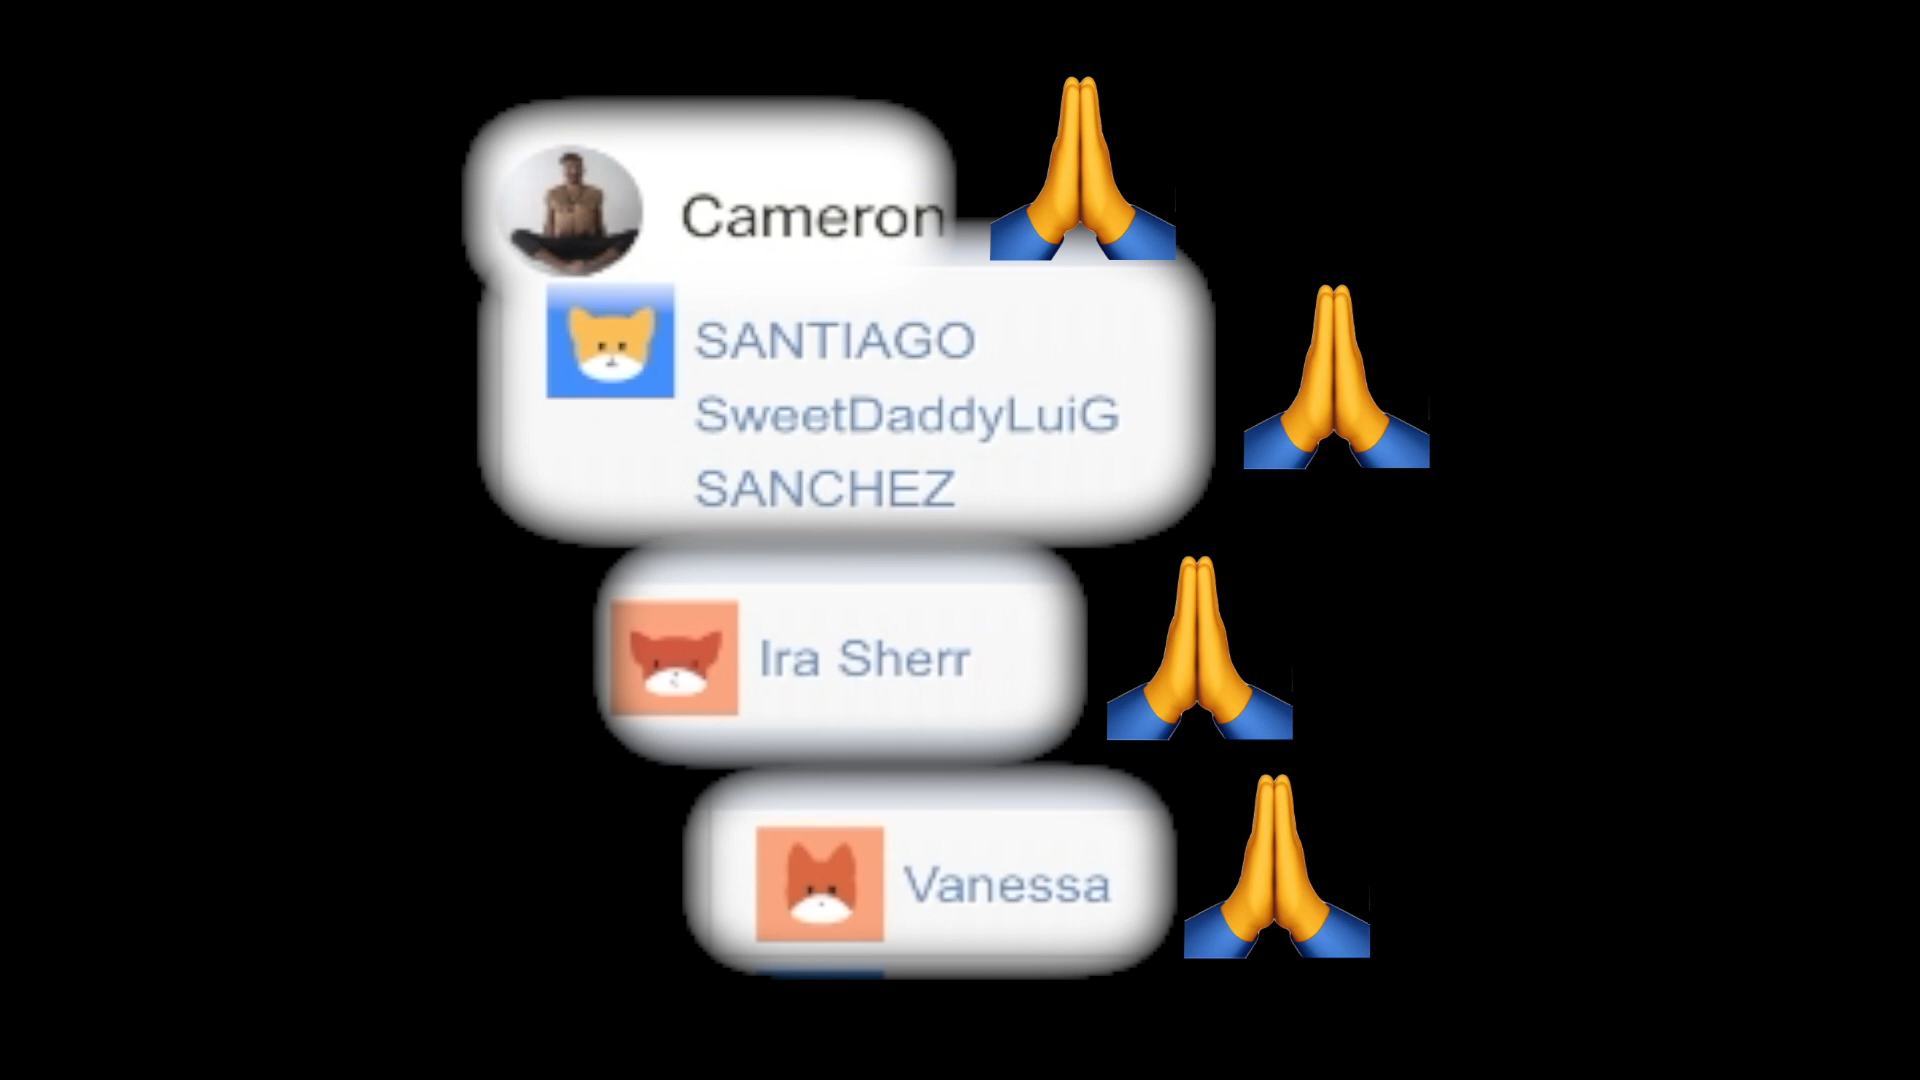 Cameron
SANTIAGO
SweetDaddyLuiG
SANCHEZ
Ira Sherr
Vanessa